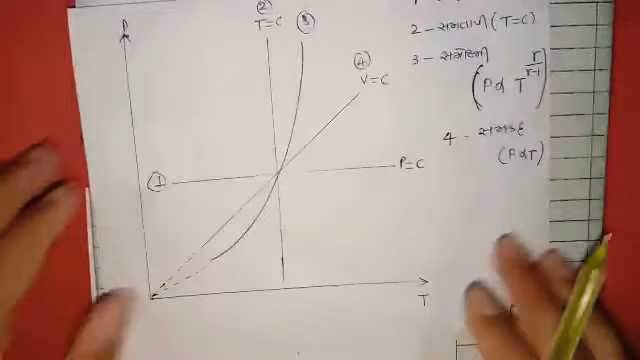 P
②
T=C
③
④
V=C
①
P=C
T
2 - સમતાપી (T=C)
3 - સમોષ્મી
(P α T^{r/r-1})
4 - સમકદ
(P α T)